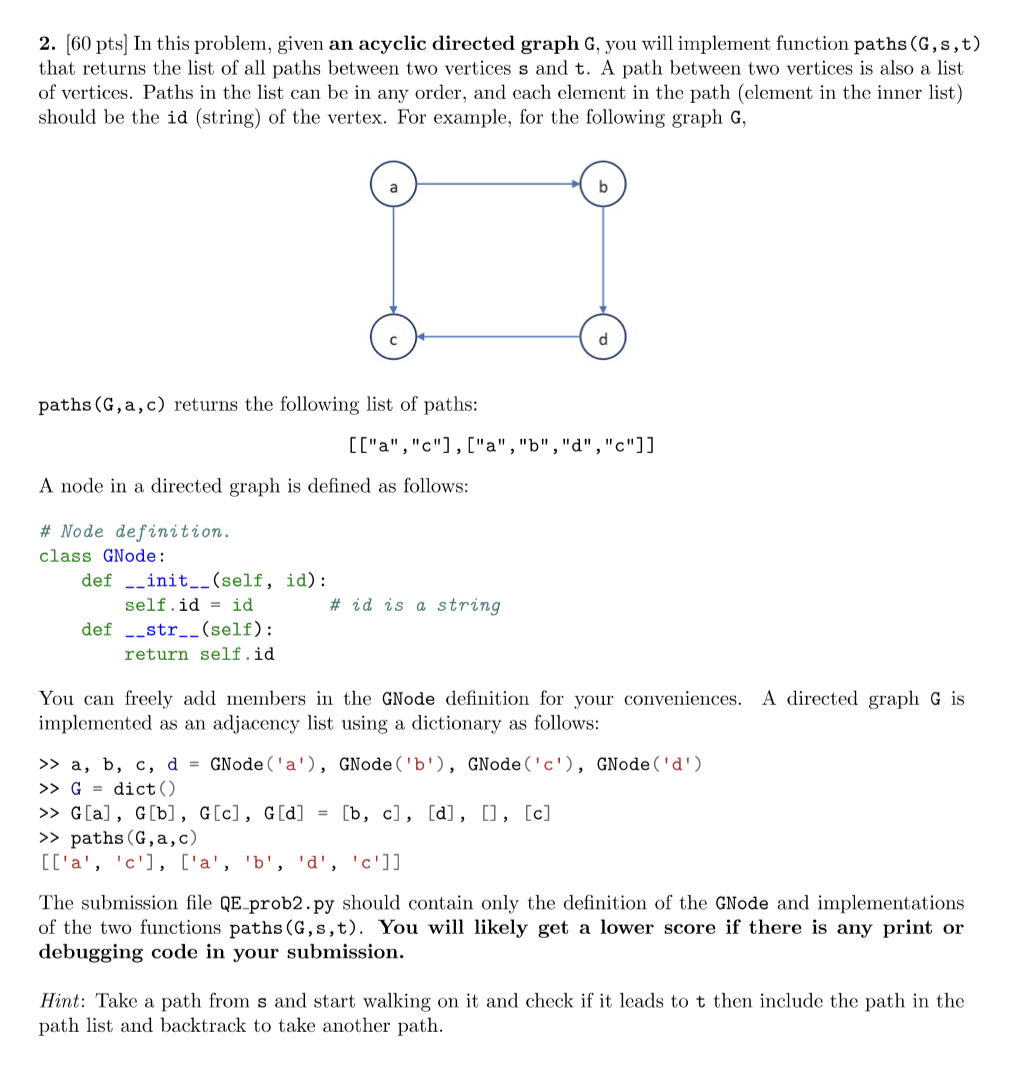 2. [60 pts] In this problem, given an acyclic directed graph G, you will implement function paths(G,s,t)
that returns the list of all paths between two vertices s and t. A path between two vertices is also a list
of vertices. Paths in the list can be in any order, and each element in the path (element in the inner list)
should be the id (string) of the vertex. For example, for the following graph G,
a
b
c
d
paths(G,a,c) returns the following list of paths:
[["a","c"],["a","b","d","c"]]
A node in a directed graph is defined as follows:
# Node definition.
class GNode:
    def __init__(self, id):
        self.id = id       # id is a string
    def __str__(self):
        return self.id
You can freely add members in the GNode definition for your conveniences. A directed graph G is
implemented as an adjacency list using a dictionary as follows:
>> a, b, c, d = GNode('a'), GNode('b'), GNode('c'), GNode('d')
>> G = dict()
>> G[a], G[b], G[c], G[d] = [b, c], [d], [], [c]
>> paths(G,a,c)
[['a', 'c'], ['a', 'b', 'd', 'c']]
The submission file QE_prob2.py should contain only the definition of the GNode and implementations
of the two functions paths(G,s,t). You will likely get a lower score if there is any print or
debugging code in your submission.
Hint: Take a path from s and start walking on it and check if it leads to t then include the path in the
path list and backtrack to take another path.